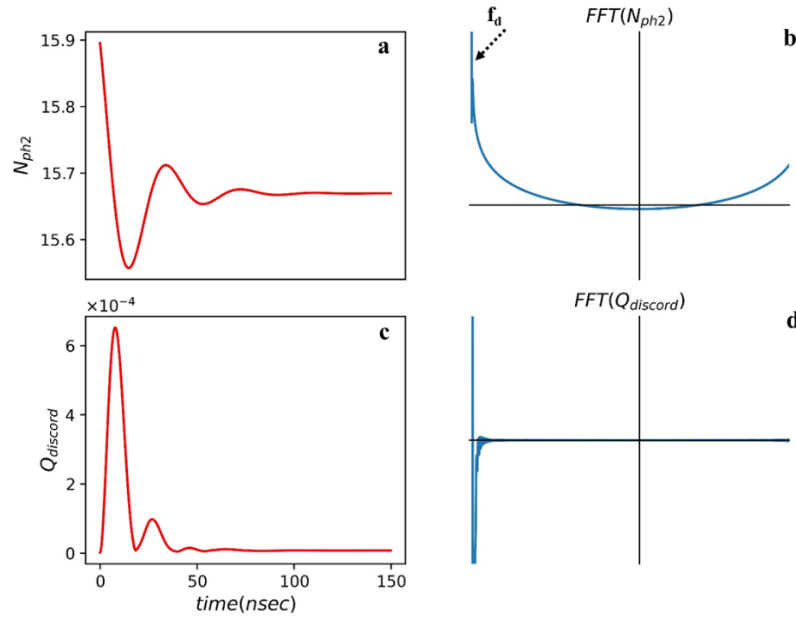 f_d
FFT(N_ph2)
a
b
15.9
15.8
15.7
15.6
N_ph2
×10⁻⁴
FFT(Q_discord)
c
d
6
4
2
0
Q_discord
0 50 100 150
time(nsec)